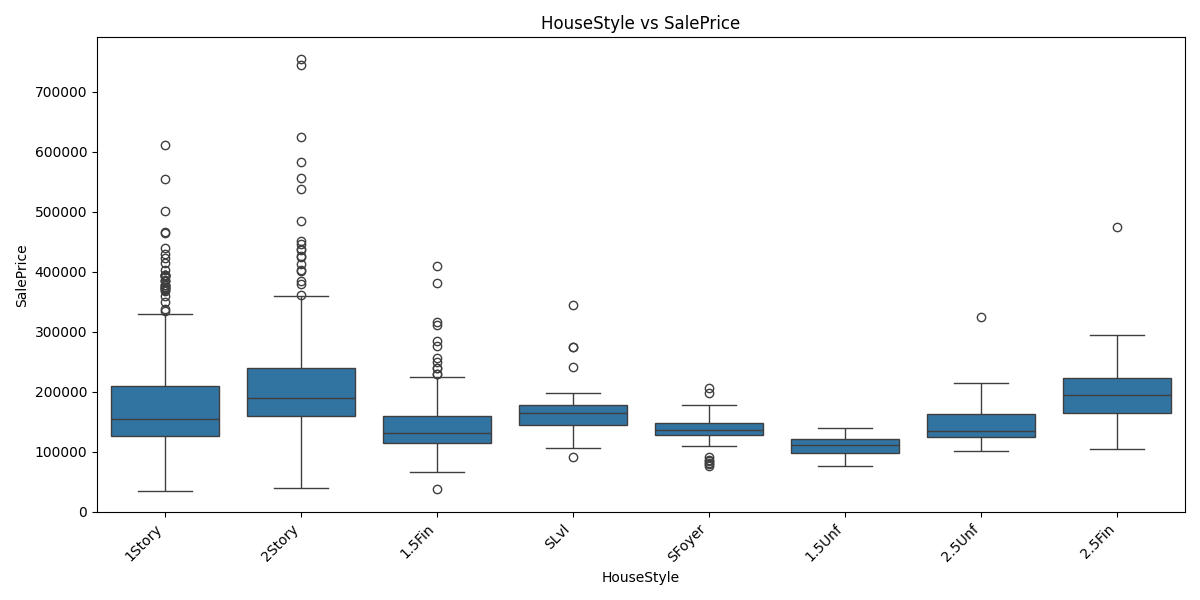 HouseStyle vs SalePrice
700000
600000
500000
400000
300000
200000
100000
0
SalePrice
1Story
2Story
1.5Fin
SLvl
SFoyer
1.5Unf
2.5Unf
2.5Fin
HouseStyle